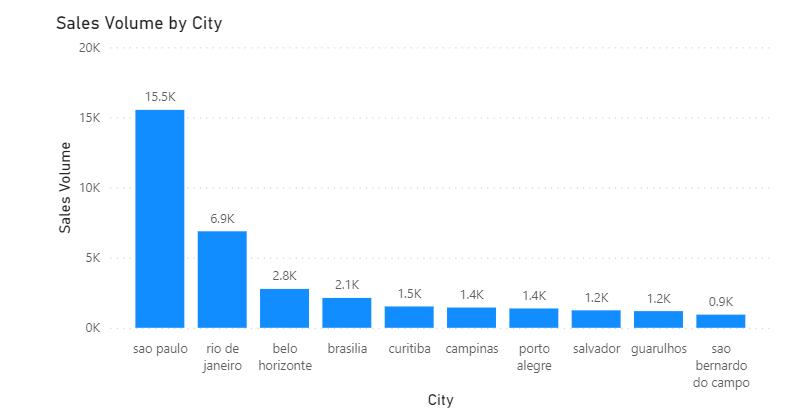 Sales Volume by City
20K
15K
10K
5K
0K
Sales Volume
15.5K
6.9K
2.8K
2.1K
1.5K
1.4K
1.4K
1.2K
1.2K
0.9K
sao paulo
rio de
janeiro
belo
horizonte
brasilia
curitiba
campinas
porto
alegre
salvador
guarulhos
sao
bernardo
do campo
City